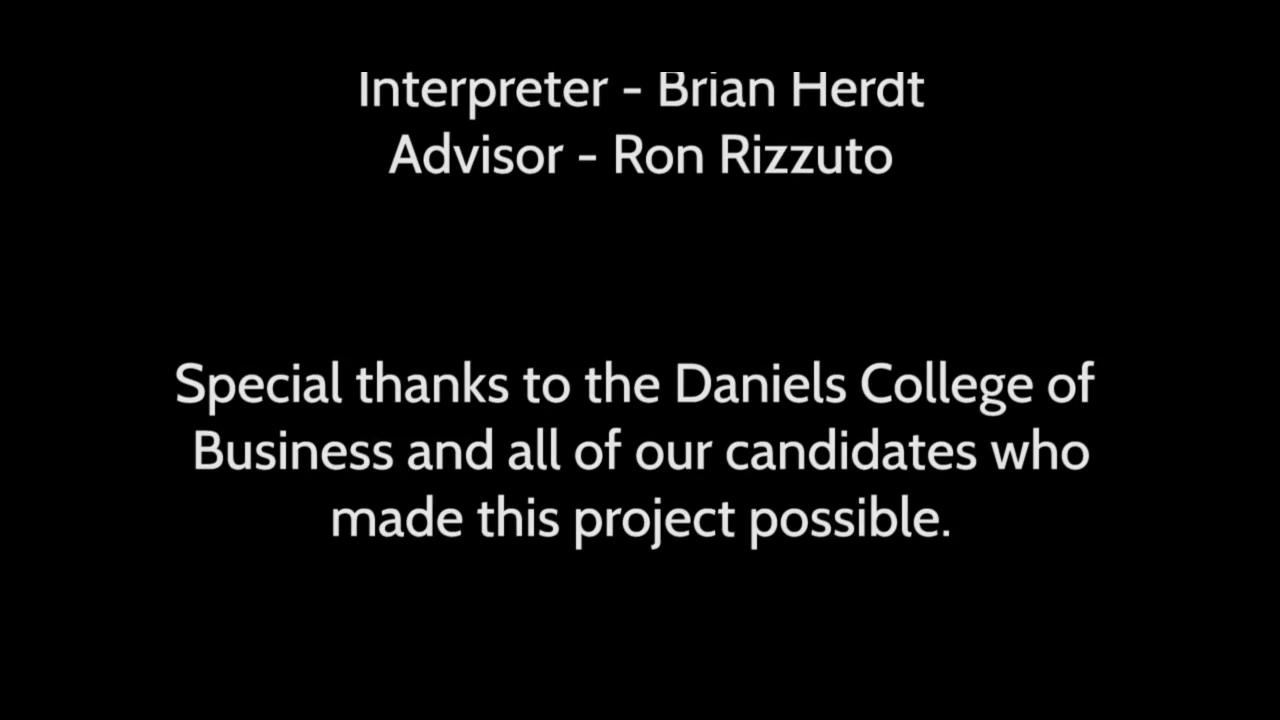 Interpreter - Brian Herdt
Advisor - Ron Rizzuto
Special thanks to the Daniels College of
Business and all of our candidates who
made this project possible.